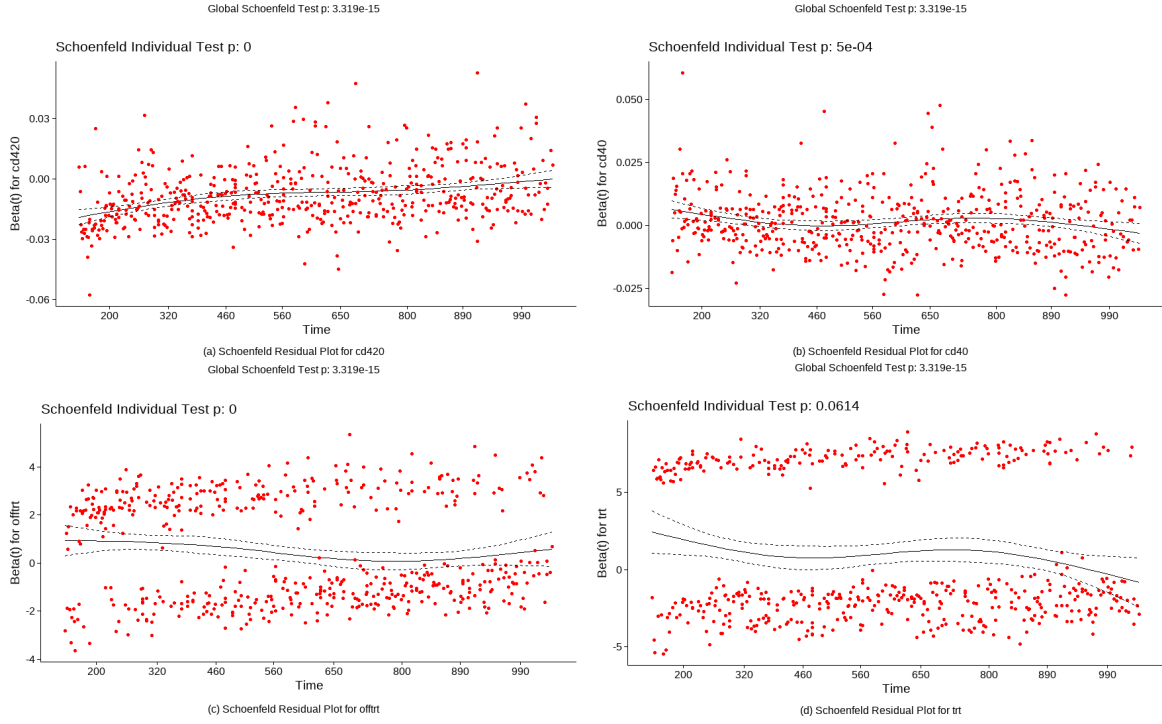 Global Schoenfeld Test p: 3.319e-15
Schoenfeld Individual Test p: 0
Beta(t) for cd420
0.03
0.00
-0.03
-0.06
200 320 460 560 650 800 990
Time
(a) Schoenfeld Residual Plot for cd420
Global Schoenfeld Test p: 3.319e-15
Schoenfeld Individual Test p: 5e-04
Beta(t) for cd40
0.050
0.025
0.000
-0.025
200 320 460 560 650 800 990
Time
(b) Schoenfeld Residual Plot for cd40
Global Schoenfeld Test p: 3.319e-15
Schoenfeld Individual Test p: 0
Beta(t) for offtrt
4
2
0
-2
-4
200 320 460 560 650 800 990
Time
(c) Schoenfeld Residual Plot for offtrt
Global Schoenfeld Test p: 3.319e-15
Schoenfeld Individual Test p: 0.0614
Beta(t) for trt
5
0
-5
200 320 460 560 650 800 990
Time
(d) Schoenfeld Residual Plot for trt